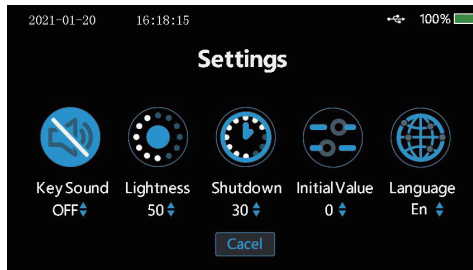 2021-01-20 16:18:15 100%
Settings
Key Sound Lightness Shutdown Initial Value Language
OFF 50 30 0 En
Cacel